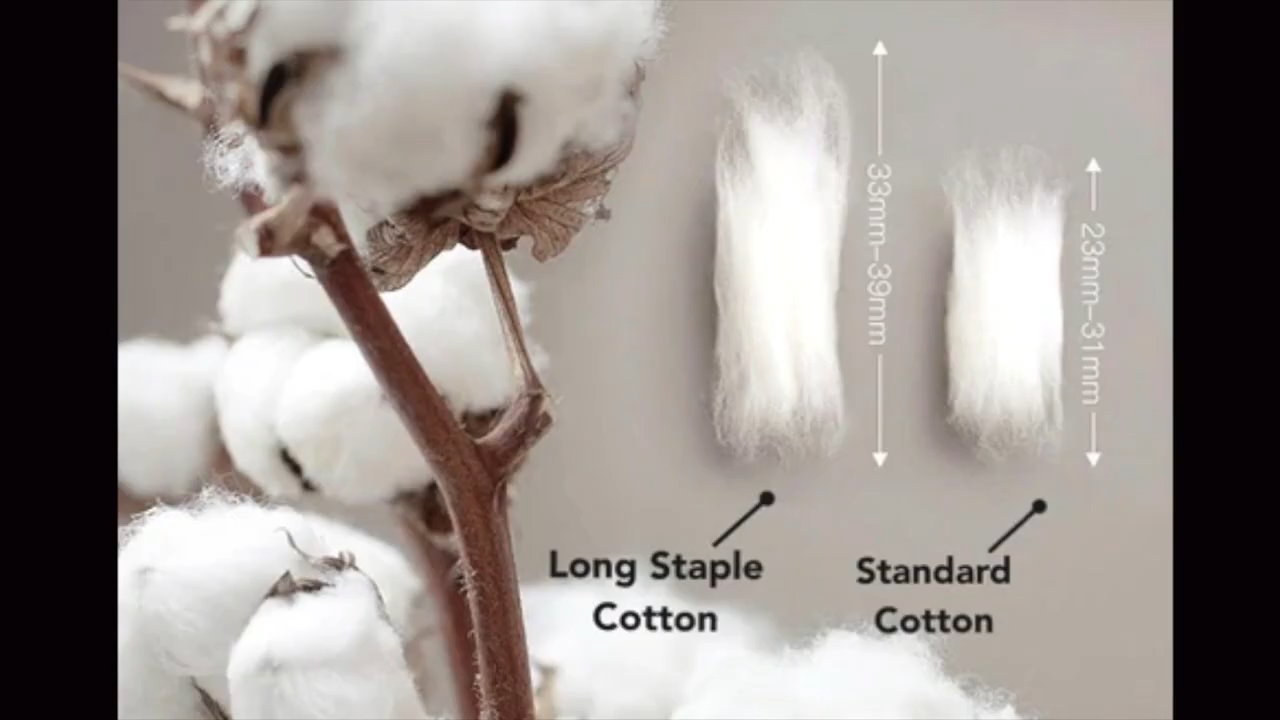 33mm–39mm
23mm–31mm
Long Staple
Cotton
Standard
Cotton